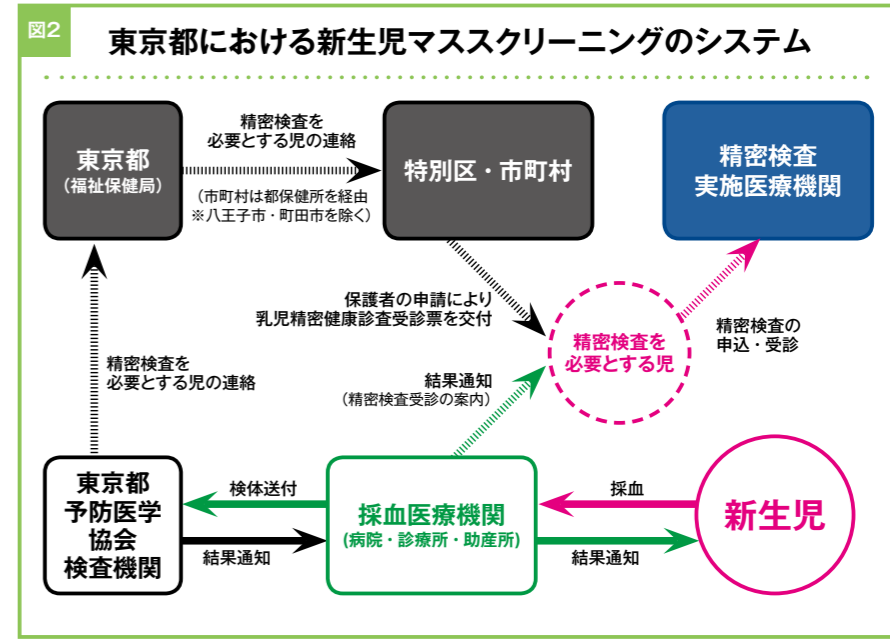 図2
東京都における新生児マススクリーニングのシステム
東京都
（福祉保健局）
精密検査を
必要とする児の連絡
（市町村は都保健所を経由
※八王子市・町田市を除く）
特別区・市町村
精密検査
実施医療機関
保護者の申請により
乳児精密健康診査受診票を交付
精密検査を
必要とする児
精密検査の
申込・受診
精密検査を
必要とする児の連絡
結果通知
（精密検査受診の案内）
東京都
予防医学
協会
検査機関
検体送付
結果通知
採血医療機関
(病院・診療所・助産所)
採血
結果通知
新生児